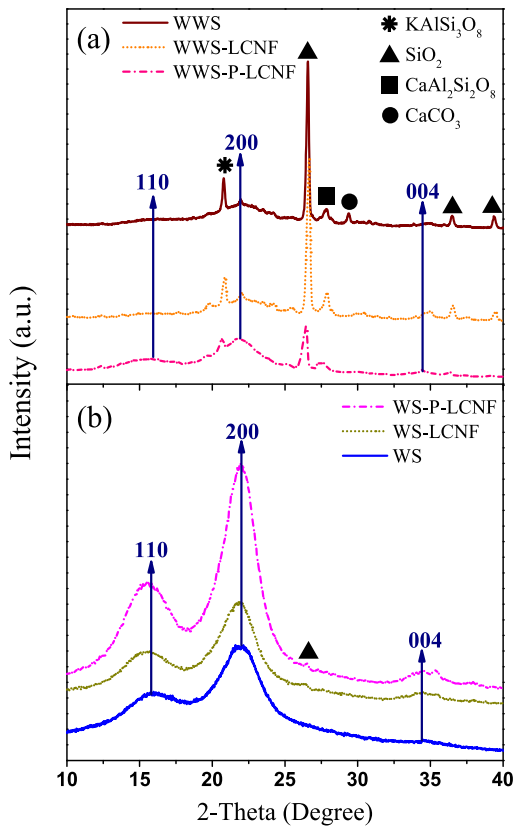 (a)
WWS
WWS-LCNF
WWS-P-LCNF
KAlSi₃O₈
SiO₂
CaAl₂Si₂O₈
CaCO₃
110
200
004
(b)
WS-P-LCNF
WS-LCNF
WS
110
200
004
Intensity (a.u.)
10 15 20 25 30 35 40
2-Theta (Degree)